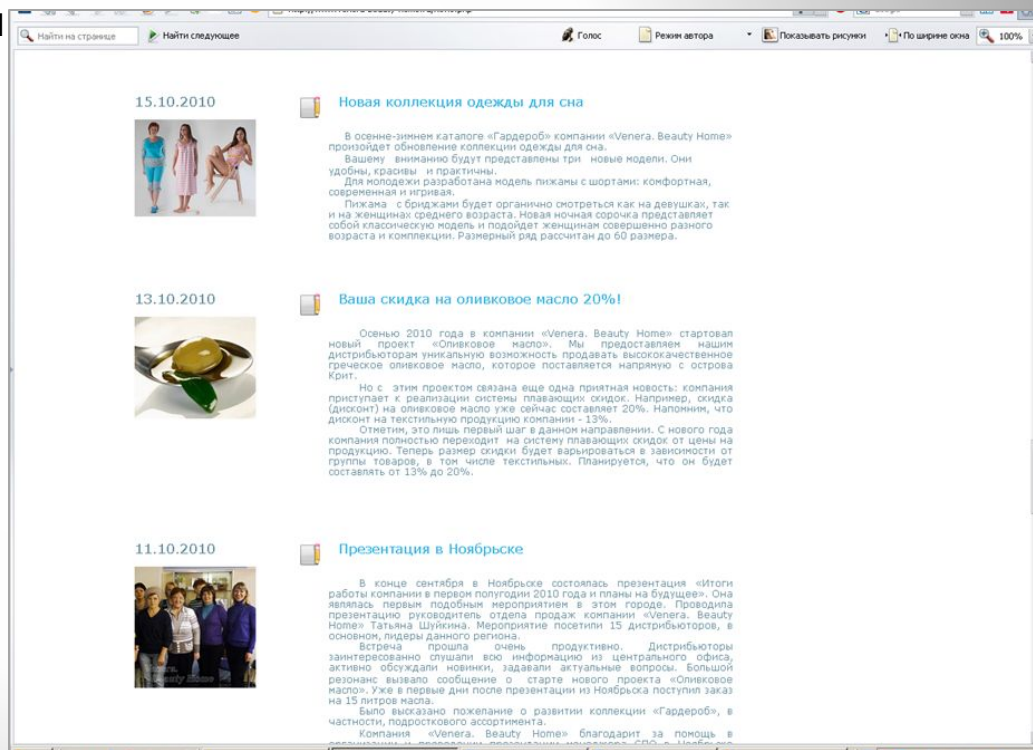 Найти на странице
Найти следующее
Голос
Режим автора
Показывать рисунки
По ширине окна
100%
15.10.2010
Новая коллекция одежды для сна
В осенне-зимнем каталоге «Гардероб» компании «Venera. Beauty Home»
произойдет обновление коллекции одежды для сна.
Вашему внимание будут представлены три новые модели. Они
удобны, красивы и практичны.
Для молодежи разработана модель пижамы с шортами: комфортная,
современная и игривая.
Пижама с бриджами будет органично смотреться как на девушках, так
и на женщинах среднего возраста. Новая ночная сорочка представляет
собой классическую модель и подойдет женщинам совершенно разного
возраста и комплекции. Размерный ряд рассчитан до 60 размера.
13.10.2010
Ваша скидка на оливковое масло 20%!
Осенью 2010 года в компании «Venera. Beauty Home» стартовал
новый проект «Оливковое масло». Мы предоставляем нашим
дистрибьюторам уникальную возможность продавать высококачественное
греческое оливковое масло, которое поставляется напрямую с острова
Крит.
Но с этим проектом связана еще одна приятная новость: компания
приступает к реализации системы плавающих скидок. Например, скидка
(дисконт) на оливковое масло уже сейчас составляет 20%. Напомним, что
дисконт на текстильную продукцию компании - 13%.
Отметим, это лишь первый шаг в данном направлении. С нового года
компания полностью переходит на систему плавающих скидок от цены на
продукцию. Теперь размер скидки будет варьироваться в зависимости от
группы товаров, в том числе текстильных. Планируется, что он будет
составлять от 13% до 20%.
11.10.2010
Презентация в Ноябрьске
В конце сентября в Ноябрьске состоялась презентация «Итоги
работы компании в первом полугодии 2010 года и планы на будущее». Она
являлась первым подобным мероприятием в этом городе. Проводила
презентацию руководитель отдела продаж компании «Venera. Beauty
Home» Татьяна Шуйкина. Мероприятие посетили 15 дистрибьюторов, в
основном, лидеры данного региона.
Встреча прошла очень продуктивно. Дистрибьюторы
заинтересованно слушали всю информацию из центрального офиса,
активно обсуждали новинки, задавали актуальные вопросы. Большой
резонанс вызвало сообщение о старте нового проекта «Оливковое
масло». Уже в первые дни после презентации из Ноябрьска поступил заказ
на 15 литров масла.
Было высказано пожелание о развитии коллекции «Гардероб», в
частности, подросткового ассортимента.
Компания «Venera. Beauty Home» благодарит за помощь в